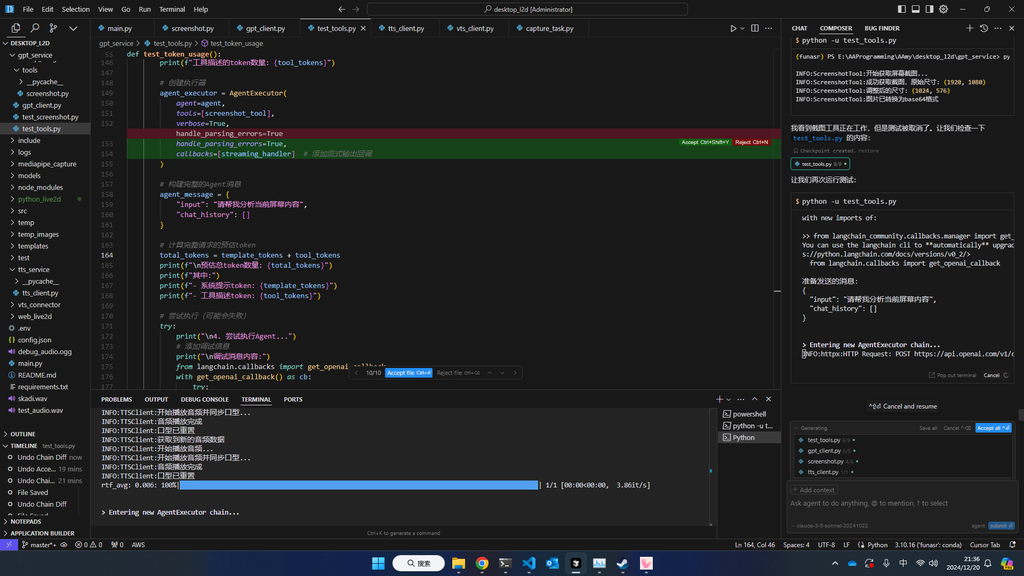 File Edit Selection View Go Run Terminal Help
desktop_l2d [Administrator]
main.py
screenshot.py
gpt_client.py
test_tools.py
tts_client.py
vts_client.py
capture_task.py
gpt_service > test_tools.py > test_token_usage
DESKTOP_L2D
gpt_service
tools
__pycache__
screenshot.py
gpt_client.py
test_screenshot.py
test_tools.py
include
logs
mediapipe_capture
models
node_modules
python_live2d
src
temp
temp_images
templates
test
tts_service
__pycache__
tts_client.py
vts_connector
web_live2d
.env
config.json
debug_audio.ogg
main.py
README.md
requirements.txt
skadi.wav
test_audio.wav
OUTLINE
TIMELINE test_tools.py
Undo Chain Diff now
Undo Acce... 19 mins
Undo Chai... 21 mins
File Saved
Undo Chain Diff
NOTEPADS
APPLICATION BUILDER
55 def test_token_usage():
146 print(f"工具描述的token数量: {tool_tokens}")
147
148 # 创建执行器
149 agent_executor = AgentExecutor(
150 agent=agent,
151 tools=[screenshot_tool],
152 verbose=True,
handle_parsing_errors=True
153 handle_parsing_errors=True,
154 callbacks=[streaming_handler] # 添加流式输出回调
Accept Ctrl+Shift+Y Reject Ctrl+N
)
# 构建完整的Agent消息
agent_message = {
"input": "请帮我分析当前屏幕内容",
"chat_history": []
}
# 计算完整请求的预估token
164 total_tokens = template_tokens + tool_tokens
165 print(f"\n预估总token数量: {total_tokens}")
166 print(f"其中:")
167 print(f"- 系统提示token: {template_tokens}")
168 print(f"- 工具描述token: {tool_tokens}")
169
170 # 尝试执行（可能会失败）
171 try:
172 print("\n4. 尝试执行Agent...")
# 添加调试信息
print("\n调试消息内容:")
from langchain.callbacks import get_openai_callback
with get_openai_callback() as cb:
177 try:
10/10 Accept file Ctrl+⏎ Reject file
PROBLEMS OUTPUT DEBUG CONSOLE TERMINAL PORTS
INFO:TTSClient:开始播放音频并同步口型...
INFO:TTSClient:音频播放完成
INFO:TTSClient:口型已重置
INFO:TTSClient:获取到新的音频数据
INFO:TTSClient:开始播放音频...
INFO:TTSClient:开始播放音频并同步口型...
INFO:TTSClient:音频播放完成
INFO:TTSClient:口型已重置
rtf_avg: 0.006: 100% 1/1 [00:00<00:00, 3.86it/s]
> Entering new AgentExecutor chain...
Ctrl+K to generate a command
powershell
python -u t...
Python
CHAT COMPOSER BUG FINDER
$ python -u test_tools.py
(funasr) PS E:\AAProgramming\AAmy\desktop_l2d\gpt_service> py
INFO:ScreenshotTool:开始获取屏幕截图...
INFO:ScreenshotTool:成功获取截图，原始尺寸: (1920, 1080)
INFO:ScreenshotTool:调整后的尺寸: (1024, 576)
INFO:ScreenshotTool:图片已转换为base64格式
我看到截图工具正在工作，但是测试被取消了。让我们检查一下
test_tools.py 的内容:
Checkpoint created, restore
test_tools.py
让我们再次运行测试:
$ python -u test_tools.py
with new imports of:
>> from langchain_community.callbacks.manager import get_
You can use the langchain cli to **automatically** upgrad
s://python.langchain.com/docs/versions/v0_2/>
from langchain.callbacks import get_openai_callback
准备发送的消息:
{
"input": "请帮我分析当前屏幕内容",
"chat_history": []
}
> Entering new AgentExecutor chain...
INFO:httpx:HTTP Request: POST https://api.openai.com/v1/c
Pop out terminal Cancel
Cancel and resume
Generating Save all Cancel Accept all
test_tools.py
gpt_client.py
screenshot.py
tts_client.py
+ Add context
Ask agent to do anything, @ to mention, ↑ to select
claude-3-5-sonnet-20241022
agent submit
master*+ 0 0 0 AWS
Ln 164, Col 46 Spaces: 4 UTF-8 LF Python 3.10.16 ('funasr': conda) Cursor Tab
搜索
中
21:36
2024/12/20